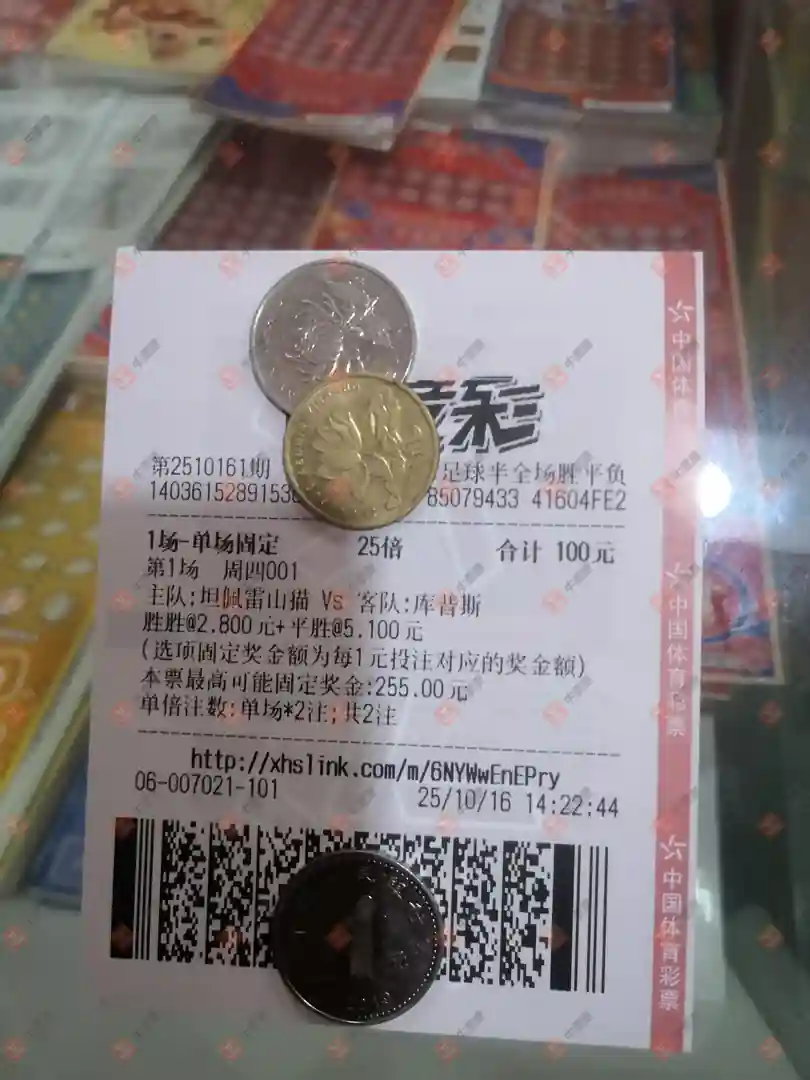 竞彩
第2510161期 足球半全场胜平负
140361528915 85079433 41604FE2
1场-单场固定 25倍 合计 100元
第1场 周四001
主队:坦佩雷山猫 Vs 客队:库普斯
胜胜@2.800元+平胜@5.100元
(选项固定奖金额为每1元投注对应的奖金额)
本票最高可能固定奖金:255.00元
单倍注数:单场*2注;共2注
http://xhslink.com/m/6NYWwEnEPry
06-007021-101 25/10/16 14:22:44
中国体育
中国体育彩票
中国体育彩票
1